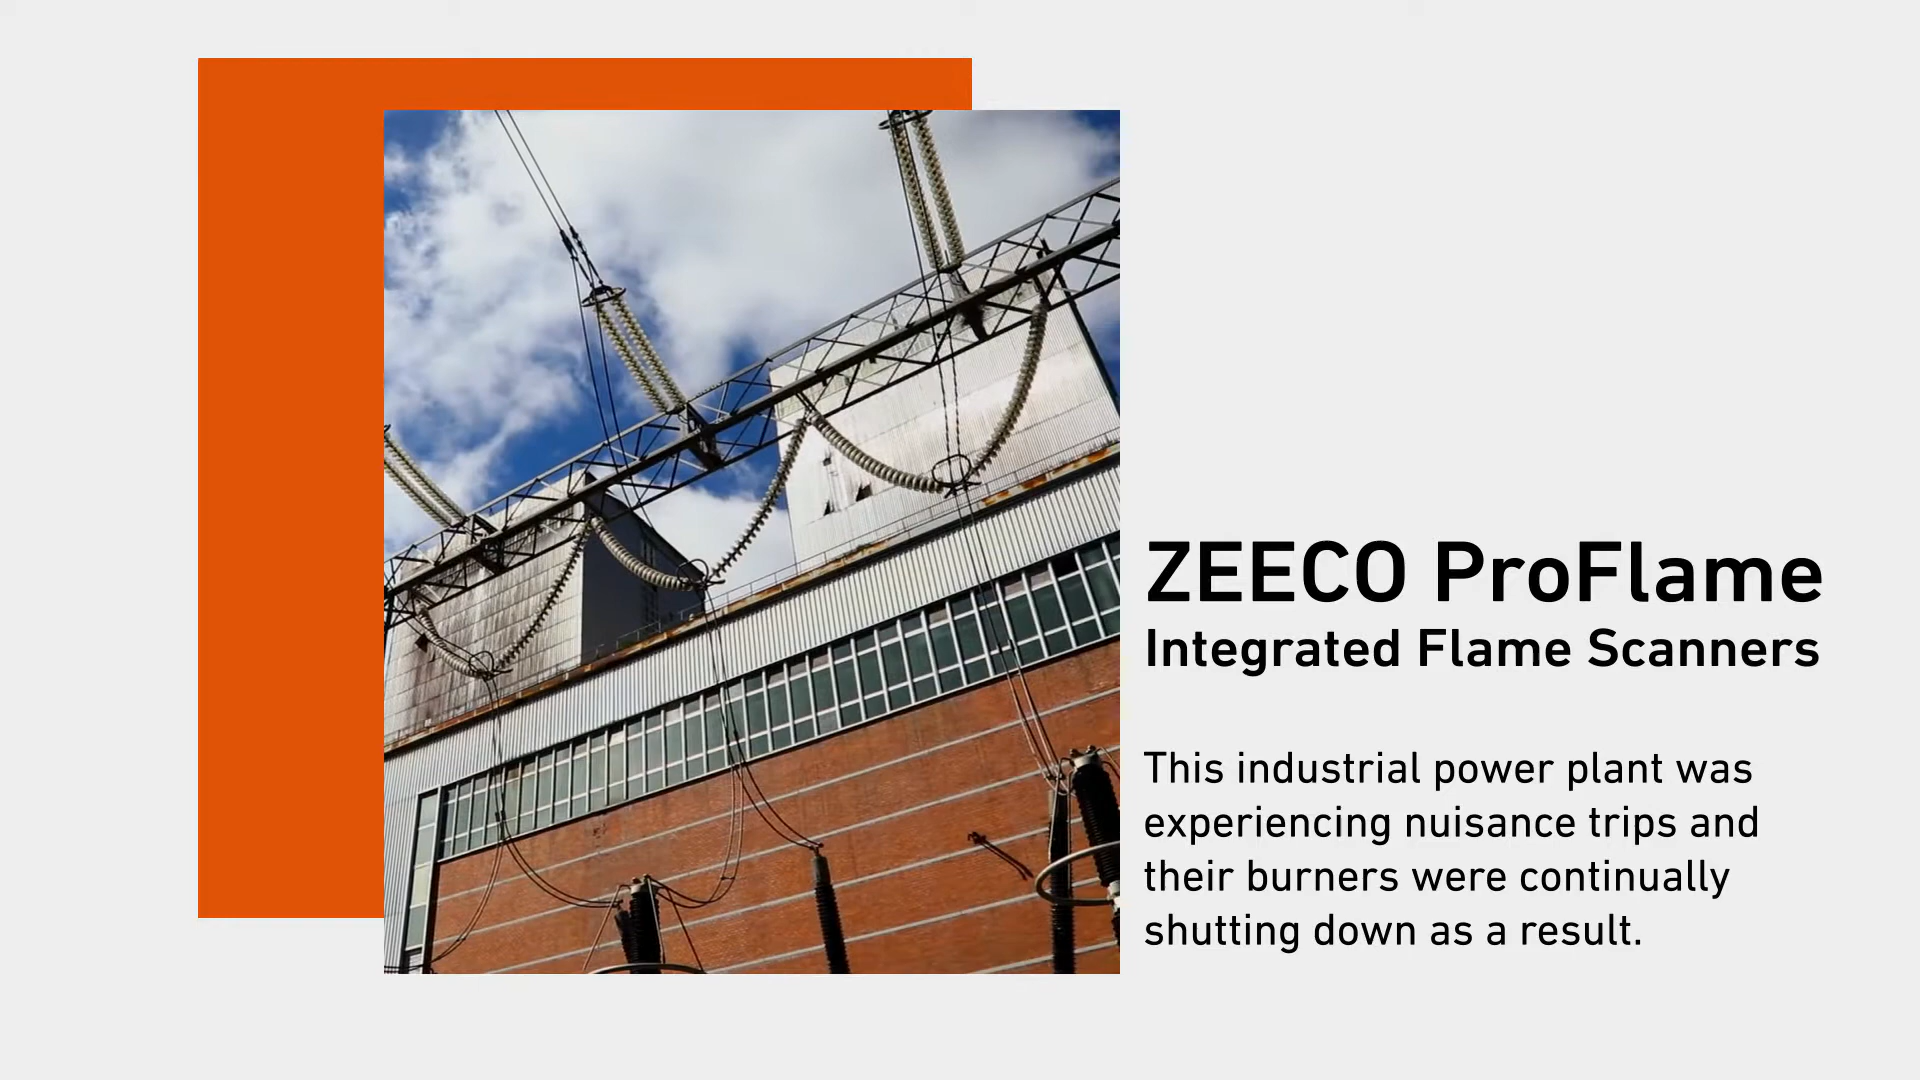 ZEECO ProFlame
Integrated Flame Scanners
This industrial power plant was
experiencing nuisance trips and
their burners were continually
shutting down as a result.